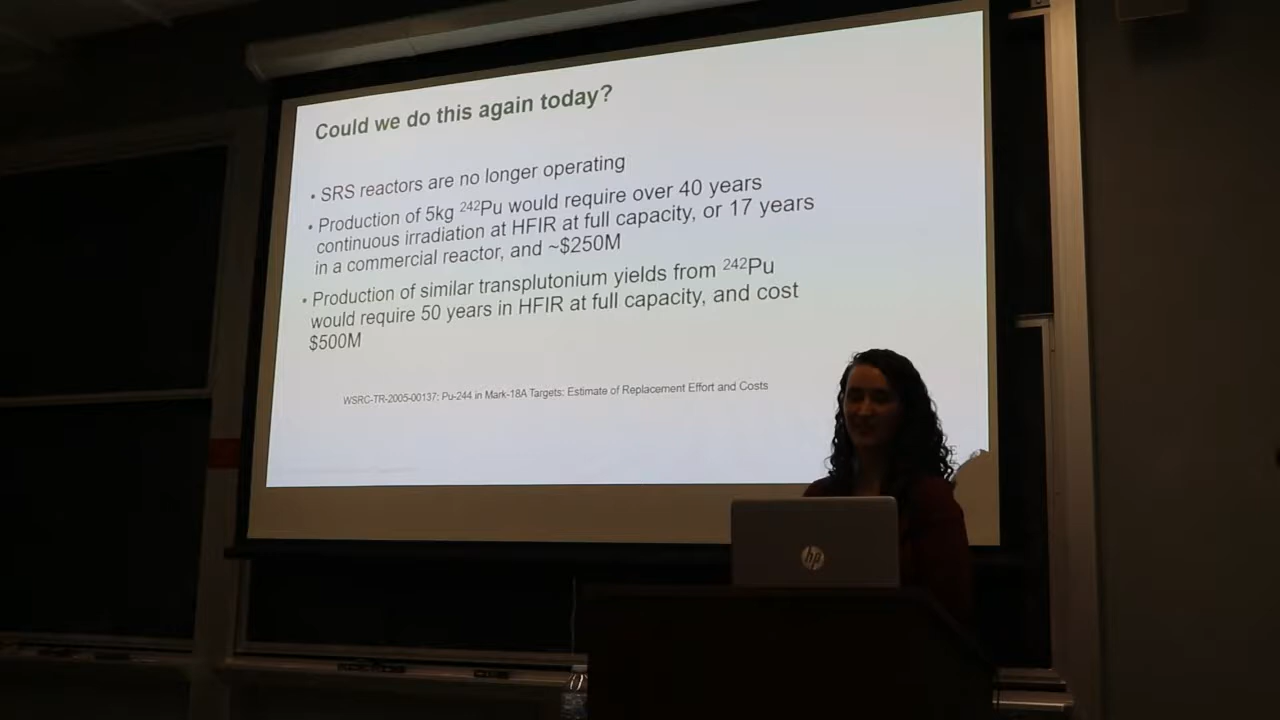 Could we do this again today?
• SRS reactors are no longer operating
• Production of 5kg ²⁴²Pu would require over 40 years
continuous irradiation at HFIR at full capacity, or 17 years
in a commercial reactor, and ~$250M
• Production of similar transplutonium yields from ²⁴²Pu
would require 50 years in HFIR at full capacity, and cost
$500M
WSRC-TR-2005-00137; Pu-244 in Mark-18A Targets: Estimate of Replacement Effort and Costs
hp